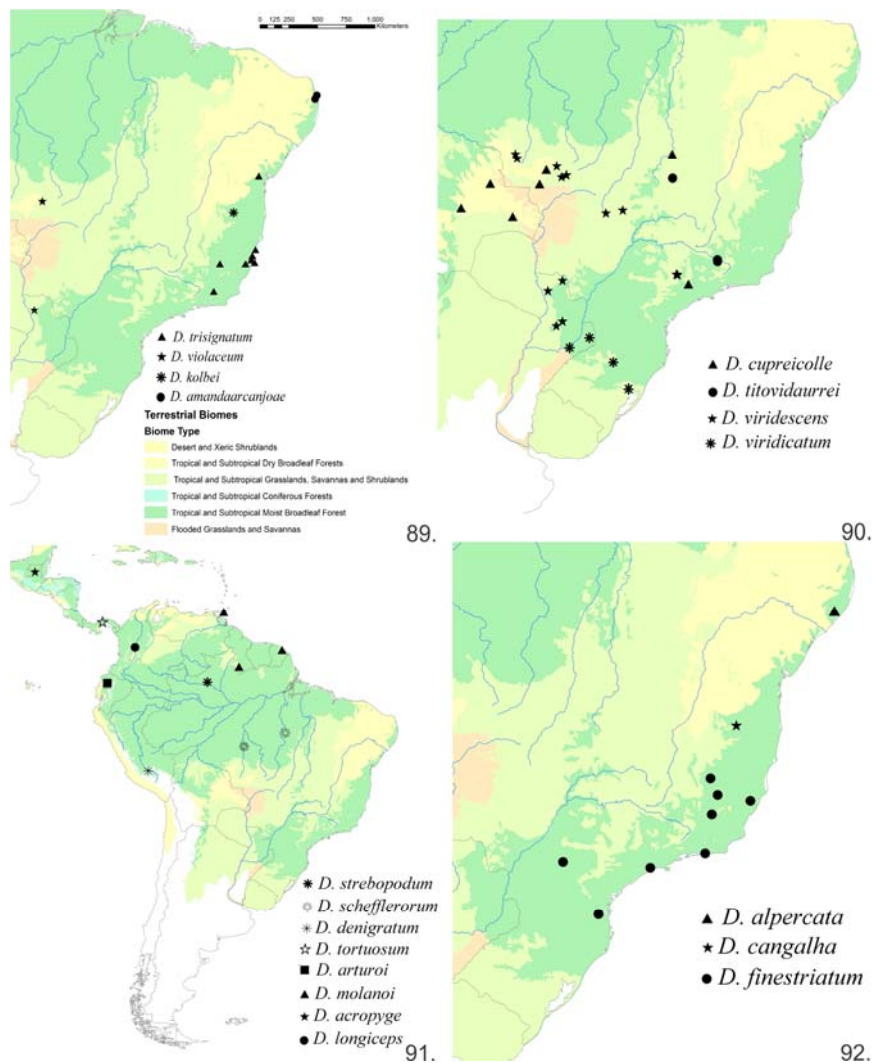 0 125 250 500 750 1.000
Kilometers
D. trisignatum
D. violaceum
D. kolbei
D. amandaarcanjoae
Terrestrial Biomes
Biome Type
Desert and Xeric Shrublands
Tropical and Subtropical Dry Broadleaf Forests
Tropical and Subtropical Grasslands, Savannas and Shrublands
Tropical and Subtropical Coniferous Forests
Tropical and Subtropical Moist Broadleaf Forest
Flooded Grasslands and Savannas
89.
D. cupreicolle
D. titovidaurrei
D. viridescens
D. viridicatum
90.
D. strebopodum
D. schefflerorum
D. denigratum
D. tortuosum
D. arturoi
D. molanoi
D. acropyge
D. longiceps
91.
D. alpercata
D. cangalha
D. finestriatum
92.